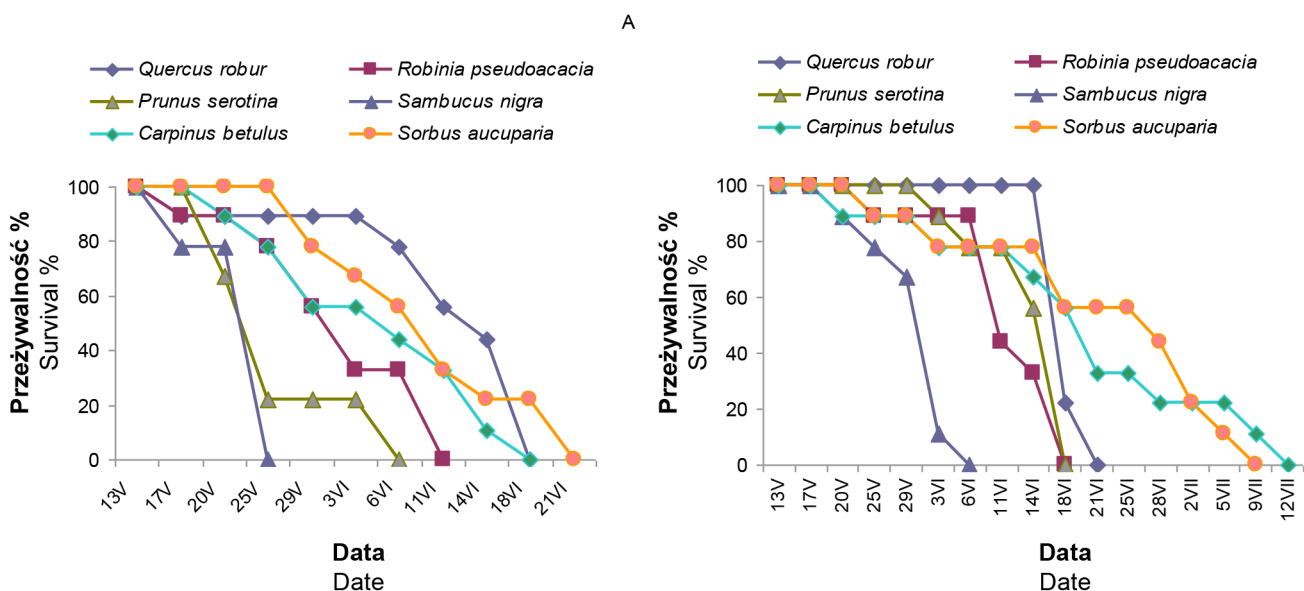 A
Quercus robur Robinia pseudoacacia
Prunus serotina Sambucus nigra
Carpinus betulus Sorbus aucuparia
100
80
60
40
20
0
Przeżywalność %
Survival %
13V 17V 20V 25V 29V 3VI 6VI 11VI 14VI 18VI 21VI
Data
Date
Quercus robur Robinia pseudoacacia
Prunus serotina Sambucus nigra
Carpinus betulus Sorbus aucuparia
100
80
60
40
20
0
Przeżywalność %
Survival %
13V 17V 20V 25V 29V 3VI 6VI 11VI 14VI 18VI 21VI 25VI 28VI 2VII 5VII 9VII 12VII
Data
Date